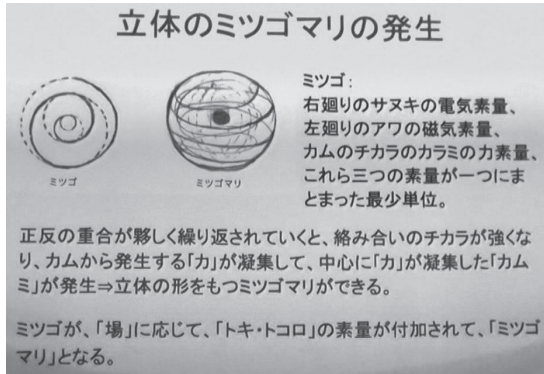 立体のミツゴマリの発生
ミツゴ：
右廻りのサヌキの電気素量、
左廻りのアワの磁気素量、
カムのチカラのカラミの力素量、
これら三つの素量が一つにま
とまった最少単位。
ミツゴ
ミツゴマリ
正反の重合が夥しく繰り返されていくと、絡み合いのチカラが強くな
り、カムから発生する「力」が凝集して、中心に「力」が凝集した「カム
ミ」が発生⇒立体の形をもつミツゴマリができる。
ミツゴが、「場」に応じて、「トキ・トコロ」の素量が付加されて、「ミツゴ
マリ」となる。